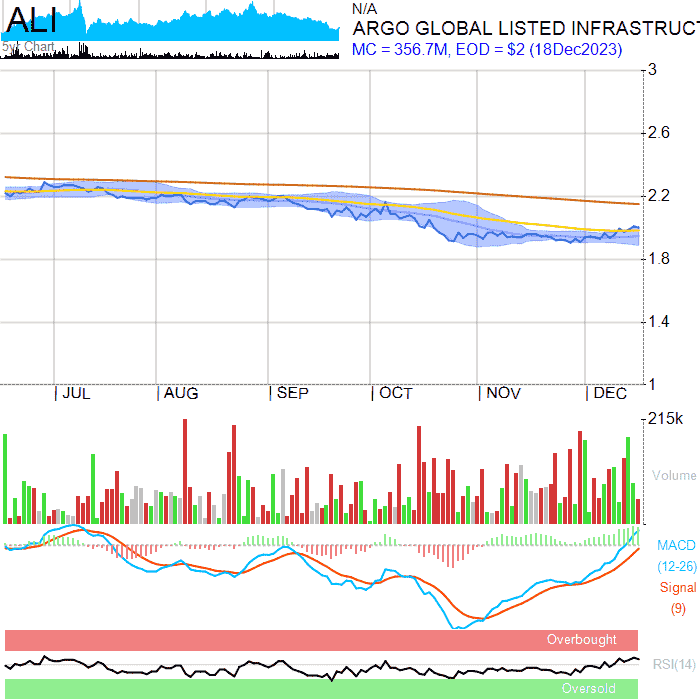 ALI
5yr Chart
N/A
ARGO GLOBAL LISTED INFRASTRUCT
MC = 356.7M, EOD = $2 (18Dec2023)
3
2.6
2.2
1.8
1.4
1
JUL AUG SEP OCT NOV DEC
215k
Volume
MACD
(12-26)
Signal
(9)
Overbought
RSI(14)
Oversold